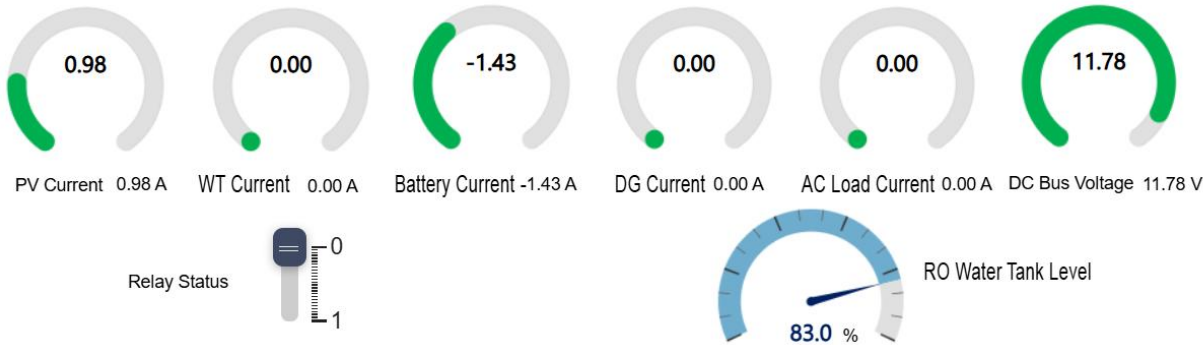 0.98 0.00 -1.43 0.00 0.00 11.78
PV Current 0.98 A WT Current 0.00 A Battery Current -1.43 A DG Current 0.00 A AC Load Current 0.00 A DC Bus Voltage 11.78 V
Relay Status
0
1
RO Water Tank Level
83.0 %